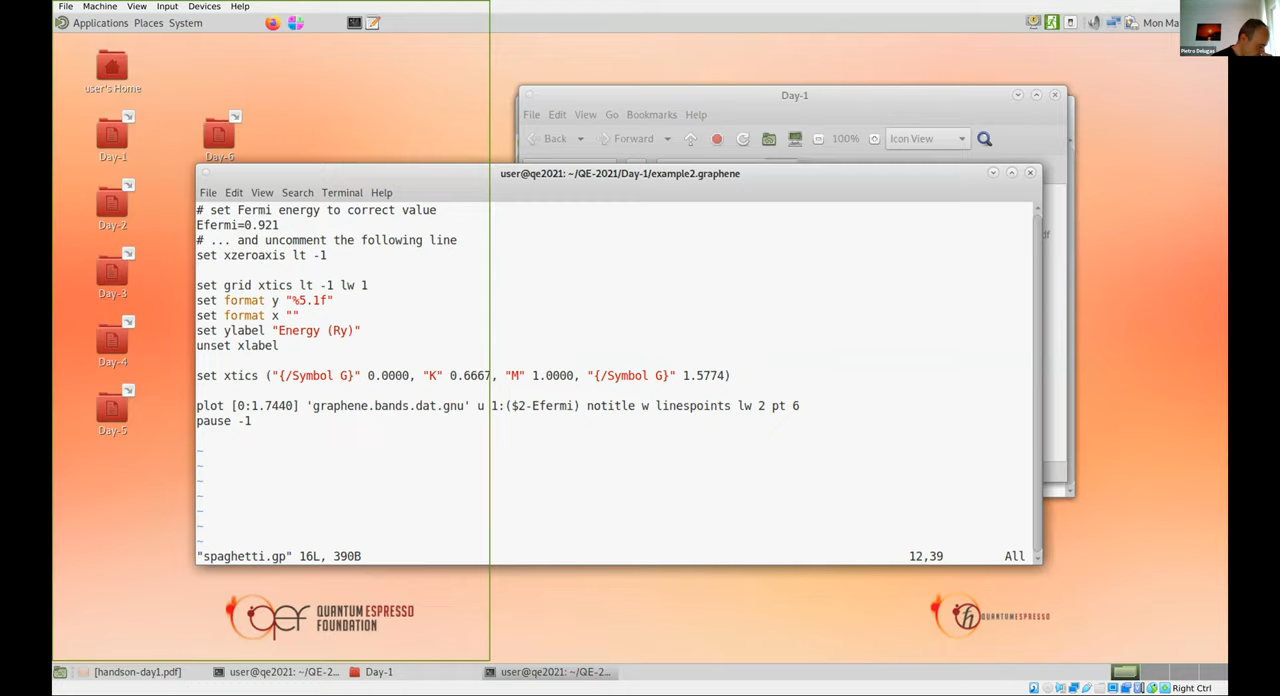 File Machine View Input Devices Help
Applications Places System
Mon Ma
Pietro Delugas
user's Home
Day-1
Day-6
Day-2
Day-3
Day-4
Day-5
Day-1
File Edit View Go Bookmarks Help
Back Forward 100% Icon View
df
user@qe2021: ~/QE-2021/Day-1/example2.graphene
File Edit View Search Terminal Help
# set Fermi energy to correct value
Efermi=0.921
# ... and uncomment the following line
set xzeroaxis lt -1
set grid xtics lt -1 lw 1
set format y "%5.1f"
set format x ""
set ylabel "Energy (Ry)"
unset xlabel
set xtics ("{/Symbol G}" 0.0000, "K" 0.6667, "M" 1.0000, "{/Symbol G}" 1.5774)
plot [0:1.7440] 'graphene.bands.dat.gnu' u 1:($2-Efermi) notitle w linespoints lw 2 pt 6
pause -1
~
~
~
~
~
~
~
"spaghetti.gp" 16L, 390B 12,39 All
QUANTUM ESPRESSO
FOUNDATION
QUANTUMESPRESSO
[handson-day1.pdf] user@qe2021: ~/QE-2... Day-1 user@qe2021: ~/QE-2...
Right Ctrl